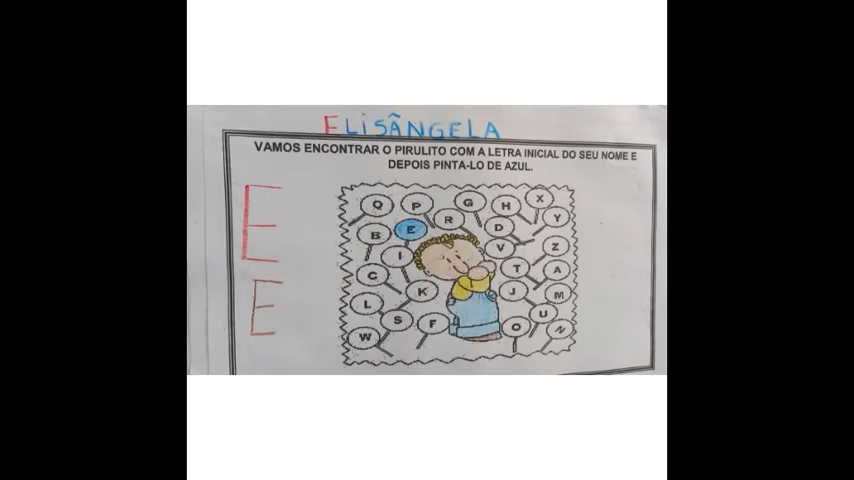 ELISÂNGELA
VAMOS ENCONTRAR O PIRULITO COM A LETRA INICIAL DO SEU NOME E
DEPOIS PINTA-LO DE AZUL.
E
E
Q P G H X
B E R D Y
I V Z
C K T A
L J M
W S F O U N